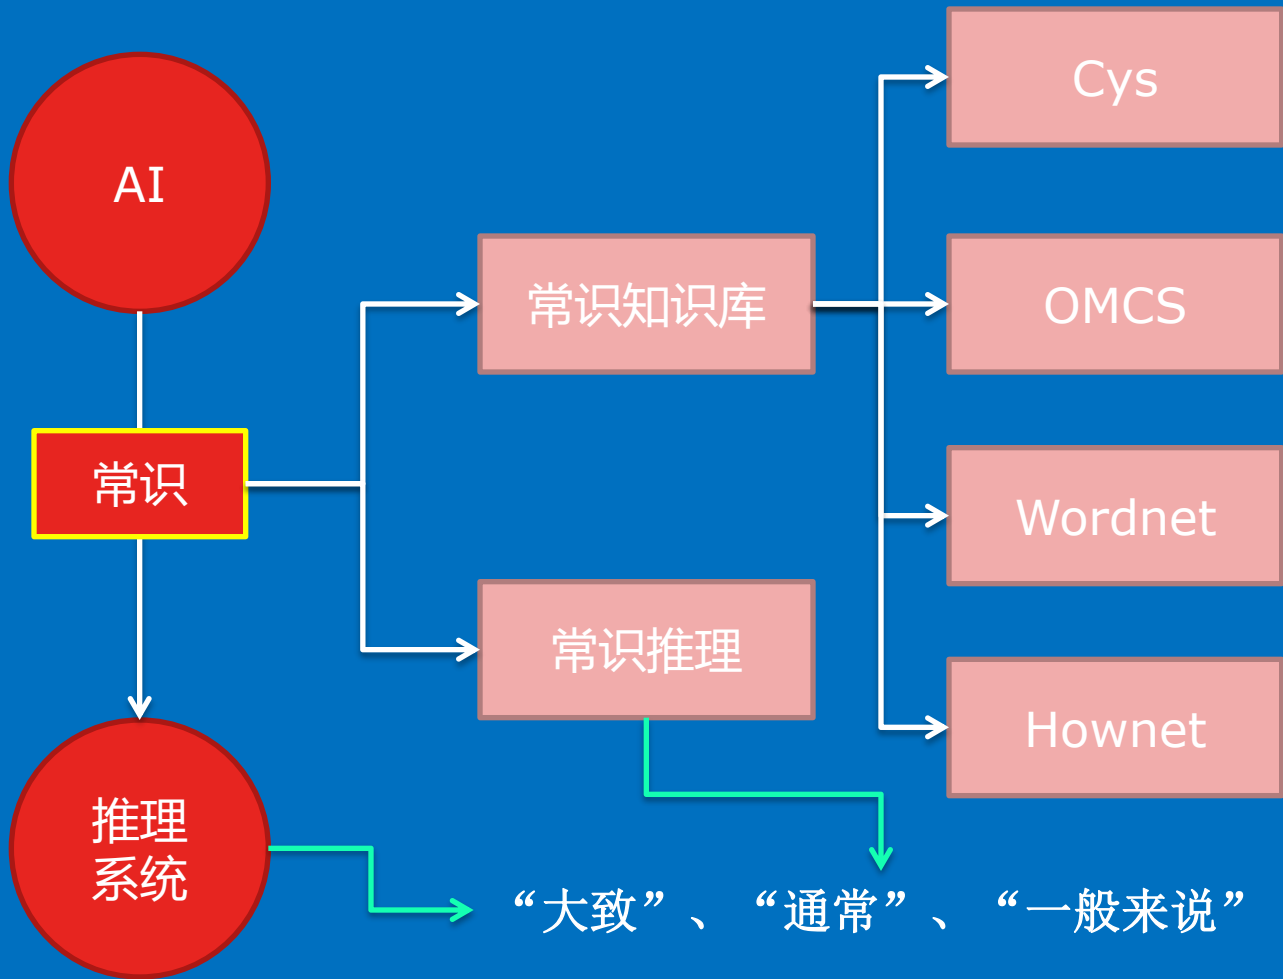 AI
常识
推理
系统
常识知识库
常识推理
Cys
OMCS
Wordnet
Hownet
“大致”、“通常”、“一般来说”